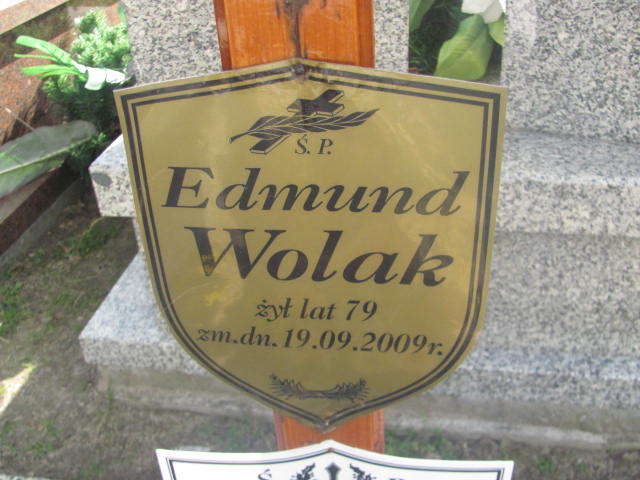 Ś. P.
Edmund
Wolak
żył lat 79
zm.dn. 19.09.2009r.
Ś. P.